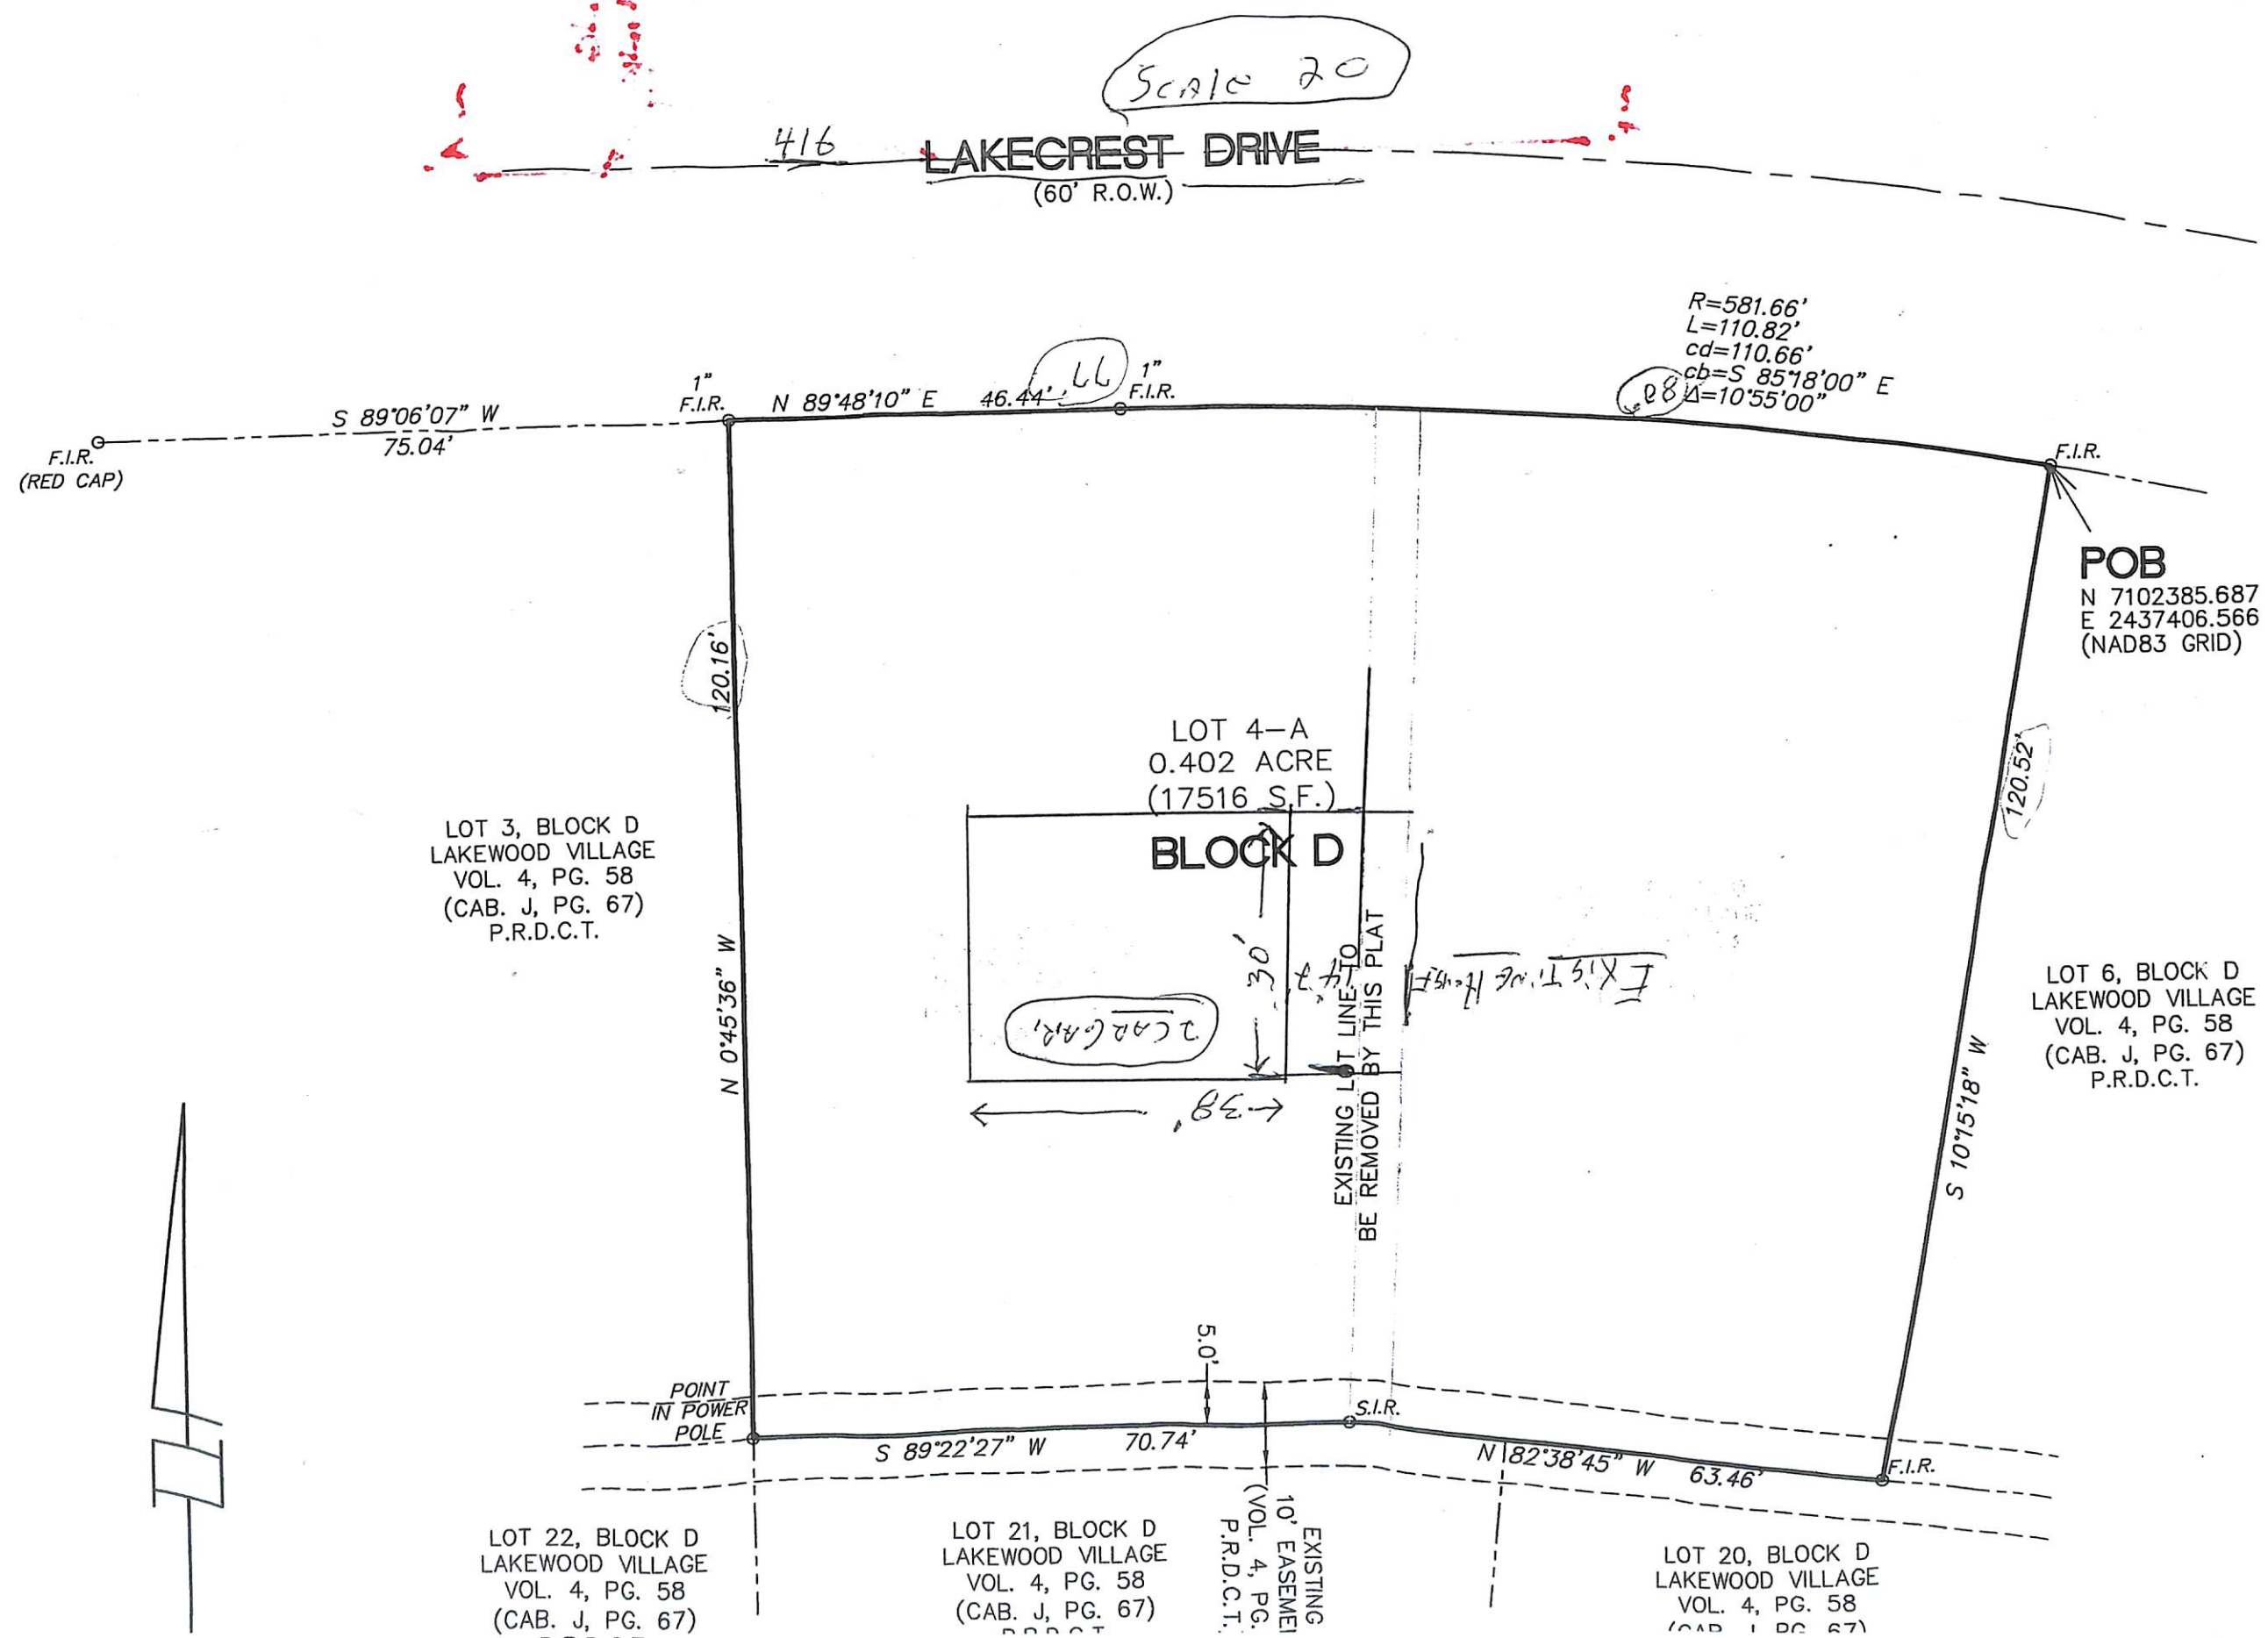 Scale 20
416
LAKECREST DRIVE
(60' R.O.W.)
R=581.66'
L=110.82'
cd=110.66'
cb=S 85°18'00" E
Δ=10°55'00"
1"
F.I.R.
N 89°48'10" E 46.44'
77
1"
F.I.R.
S 89°06'07" W
75.04'
F.I.R.
(RED CAP)
F.I.R.
POB
N 7102385.687
E 2437406.566
(NAD83 GRID)
120.16'
N 0°45'36" W
120.52'
S 10°15'18" W
LOT 4-A
0.402 ACRE
(17516 S.F.)
BLOCK D
LOT 3, BLOCK D
LAKEWOOD VILLAGE
VOL. 4, PG. 58
(CAB. J, PG. 67)
P.R.D.C.T.
30'
2 CAR GAR,
38'
EXISTING HOUSE
EXISTING LOT LINE TO
BE REMOVED BY THIS PLAT
LOT 6, BLOCK D
LAKEWOOD VILLAGE
VOL. 4, PG. 58
(CAB. J, PG. 67)
P.R.D.C.T.
5.0'
POINT
IN POWER
POLE
S.I.R.
S 89°22'27" W 70.74'
N 82°38'45" W 63.46'
F.I.R.
EXISTING
10' EASEME
(VOL. 4, PG.
P.R.D.C.T.
LOT 22, BLOCK D
LAKEWOOD VILLAGE
VOL. 4, PG. 58
(CAB. J, PG. 67)
LOT 21, BLOCK D
LAKEWOOD VILLAGE
VOL. 4, PG. 58
(CAB. J, PG. 67)
LOT 20, BLOCK D
LAKEWOOD VILLAGE
VOL. 4, PG. 58
(CAB. J, PG. 67)